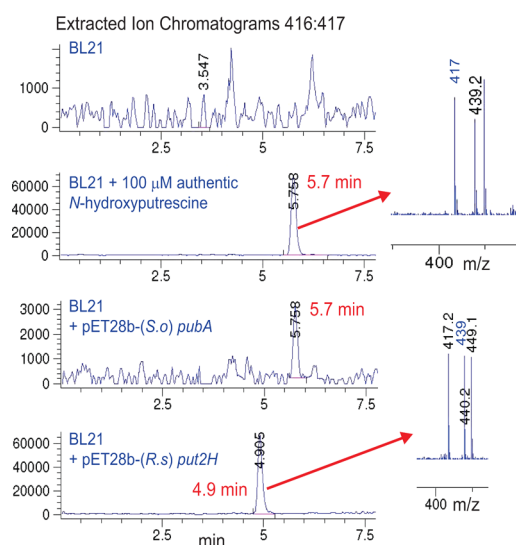 Extracted Ion Chromatograms 416:417
BL21
3.547
1000
0
2.5 5 7.5
417
439.2
400 m/z
BL21 + 100 µM authentic
N-hydroxyputrescine
5.758
5.7 min
60000
40000
20000
0
2.5 5 7.5
BL21
+ pET28b-(S.o) pubA
5.758
5.7 min
3000
2000
1000
0
2.5 5 7.5
417.2
440.2
439
449.1
400 m/z
BL21
+ pET28b-(R.s) put2H
4.905
4.9 min
60000
40000
20000
0
2.5 5 7.5
min